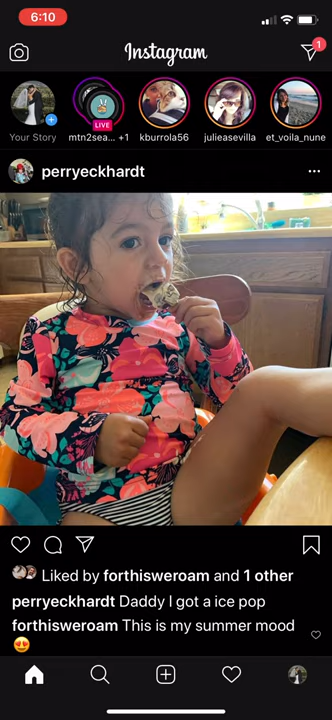 6:10
Instagram
1
LIVE
Your Story mtn2sea... +1 kburrola56 julieasevilla et_voila_nune
perryeckhardt
Liked by forthisweroam and 1 other
perryeckhardt Daddy I got a ice pop
forthisweroam This is my summer mood
😍